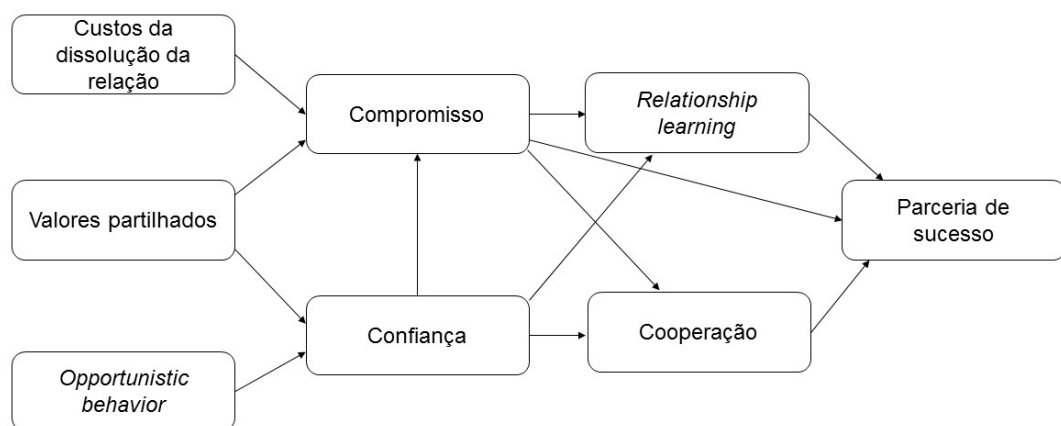 Custos da
dissolução da
relação
Compromisso
Relationship
learning
Valores partilhados
Parceria de
sucesso
Confiança
Cooperação
Opportunistic
behavior